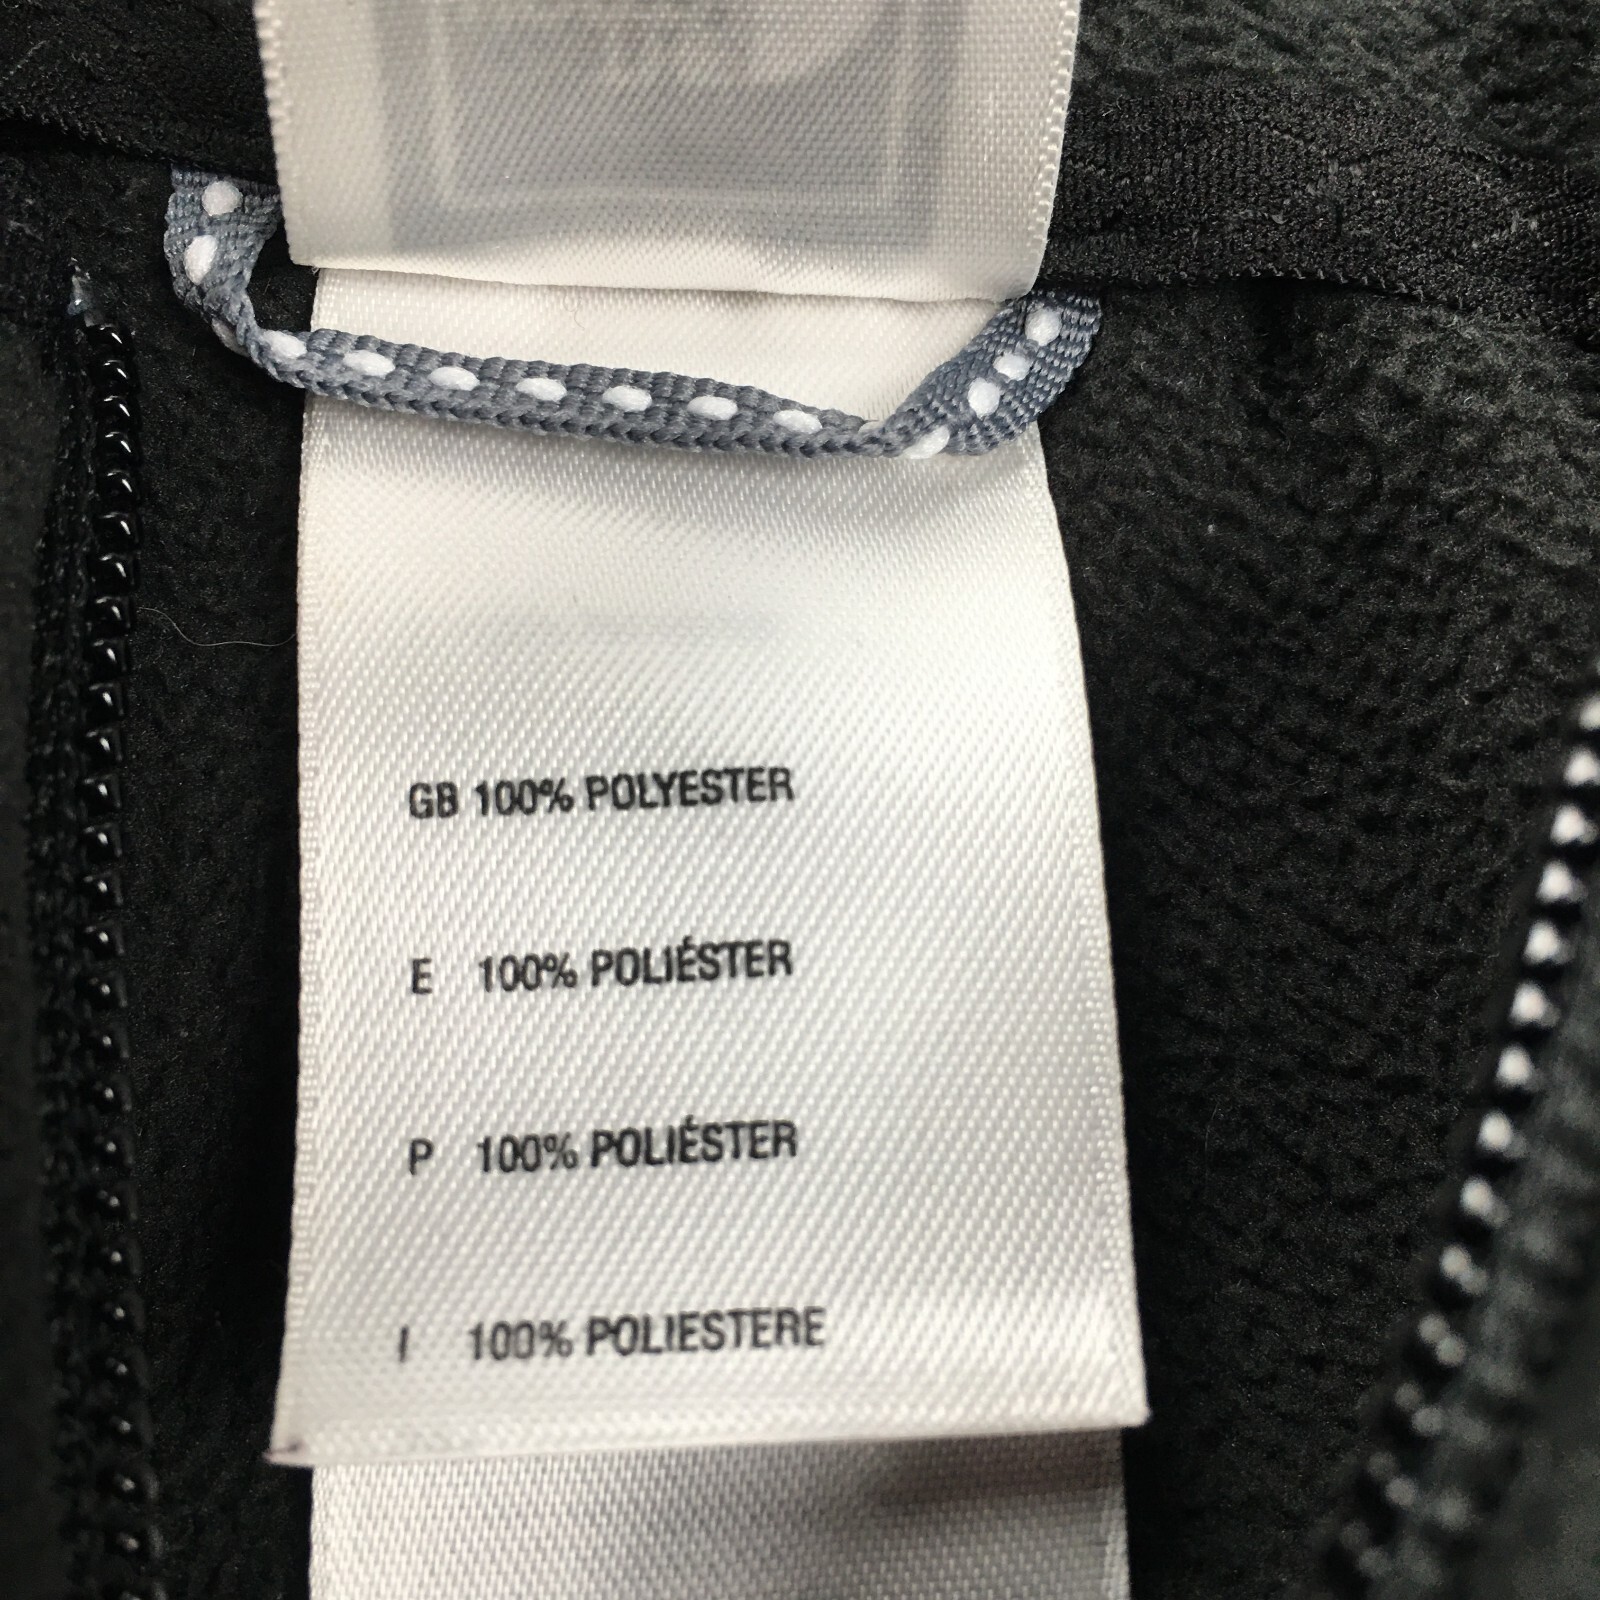 GB 100% POLYESTER
E 100% POLIÉSTER
P 100% POLIÉSTER
I 100% POLIESTERE